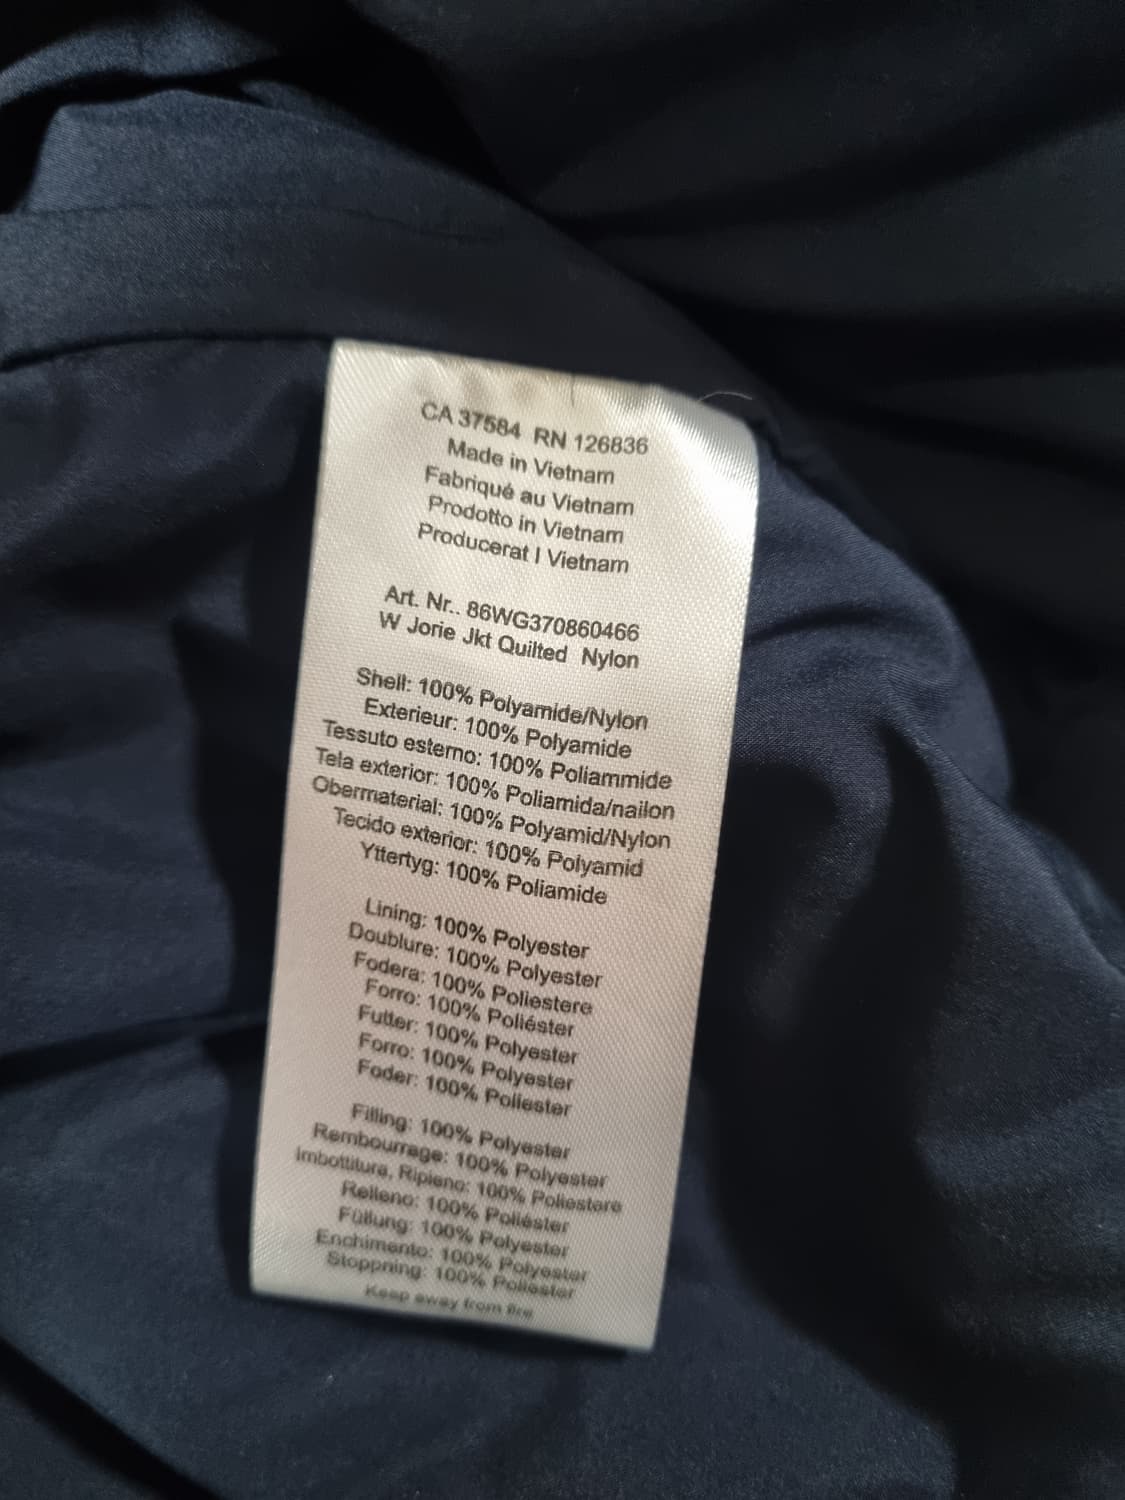 CA 37584 RN 126836
Made in Vietnam
Fabriqué au Vietnam
Prodotto in Vietnam
Producerat I Vietnam
Art. Nr.. 86WG370860466
W Jorie Jkt Quilted Nylon
Shell: 100% Polyamide/Nylon
Exterieur: 100% Polyamide
Tessuto esterno: 100% Poliammide
Tela exterior: 100% Poliamida/nailon
Obermaterial: 100% Polyamid/Nylon
Tecido exterior: 100% Polyamid
Yttertyg: 100% Poliamide
Lining: 100% Polyester
Doublure: 100% Polyester
Fodera: 100% Poliestere
Forro: 100% Poliéster
Futter: 100% Polyester
Forro: 100% Polyester
Foder: 100% Poliester
Filling: 100% Polyester
Rembourrage: 100% Polyester
Imbottitura, Ripieno: 100% Poliestere
Relleno: 100% Poliéster
Füllung: 100% Polyester
Enchimento: 100% Polyester
Stoppning: 100% Poliester
Keep away from fire